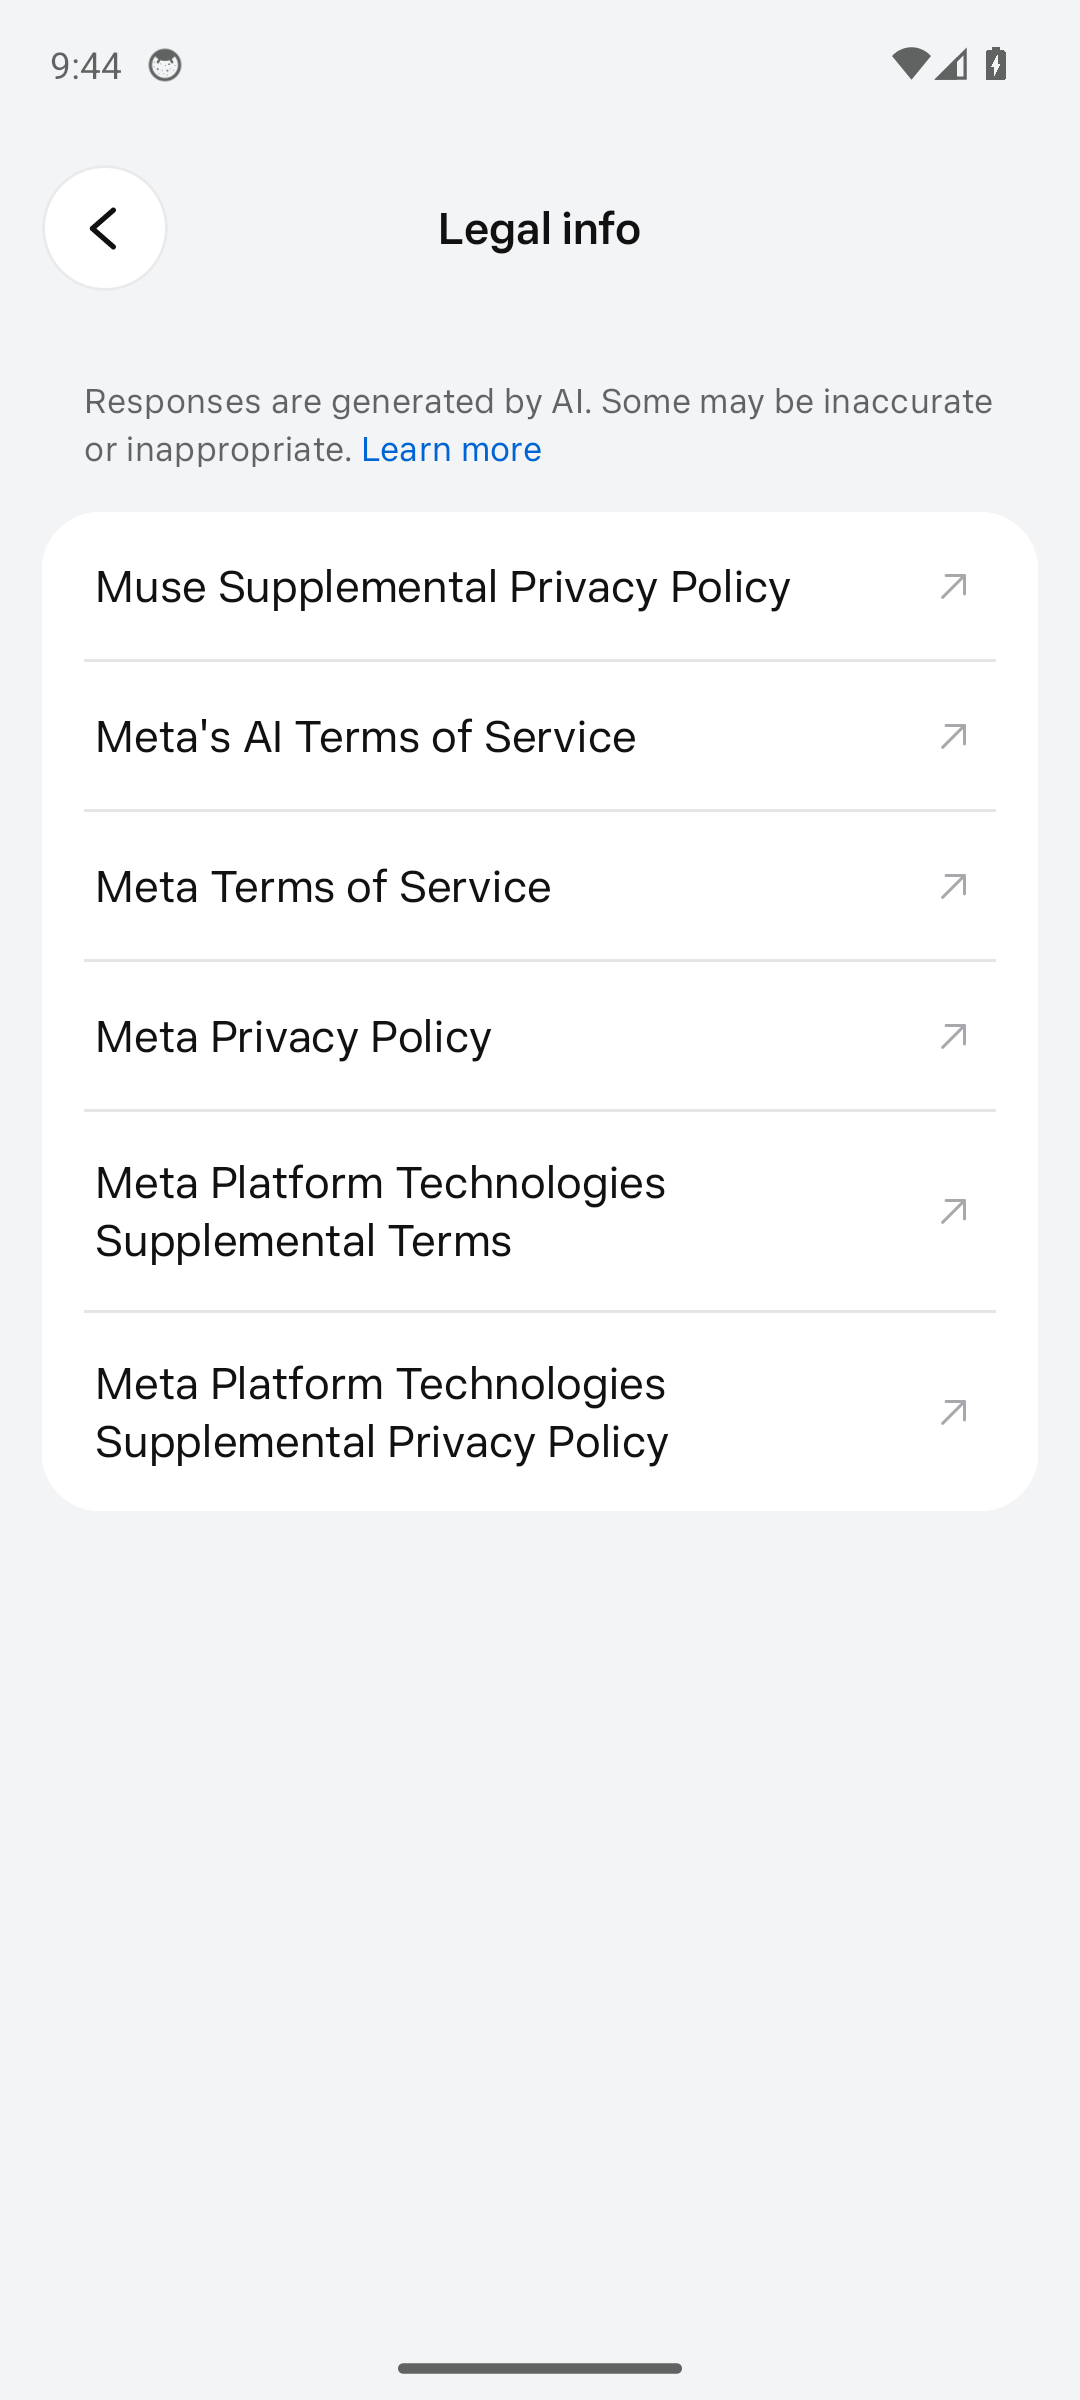 9:44
Legal info
Responses are generated by AI. Some may be inaccurate
or inappropriate. Learn more
Muse Supplemental Privacy Policy
Meta's AI Terms of Service
Meta Terms of Service
Meta Privacy Policy
Meta Platform Technologies
Supplemental Terms
Meta Platform Technologies
Supplemental Privacy Policy